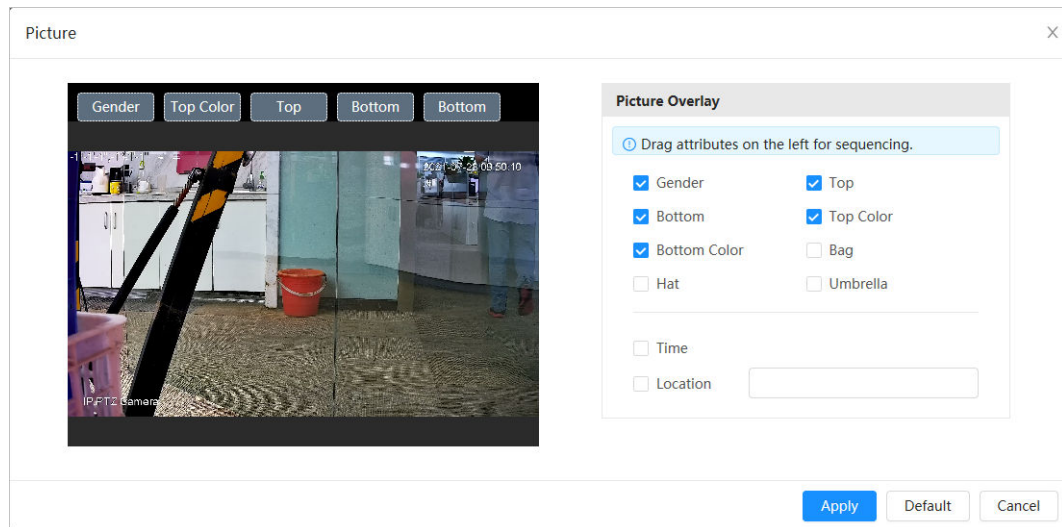 Picture
Gender Top Color Top Bottom Bottom
Picture Overlay
Drag attributes on the left for sequencing.
Gender Top
Bottom Top Color
Bottom Color Bag
Hat Umbrella
Time
Location
IP PTZ Camera
Apply Default Cancel